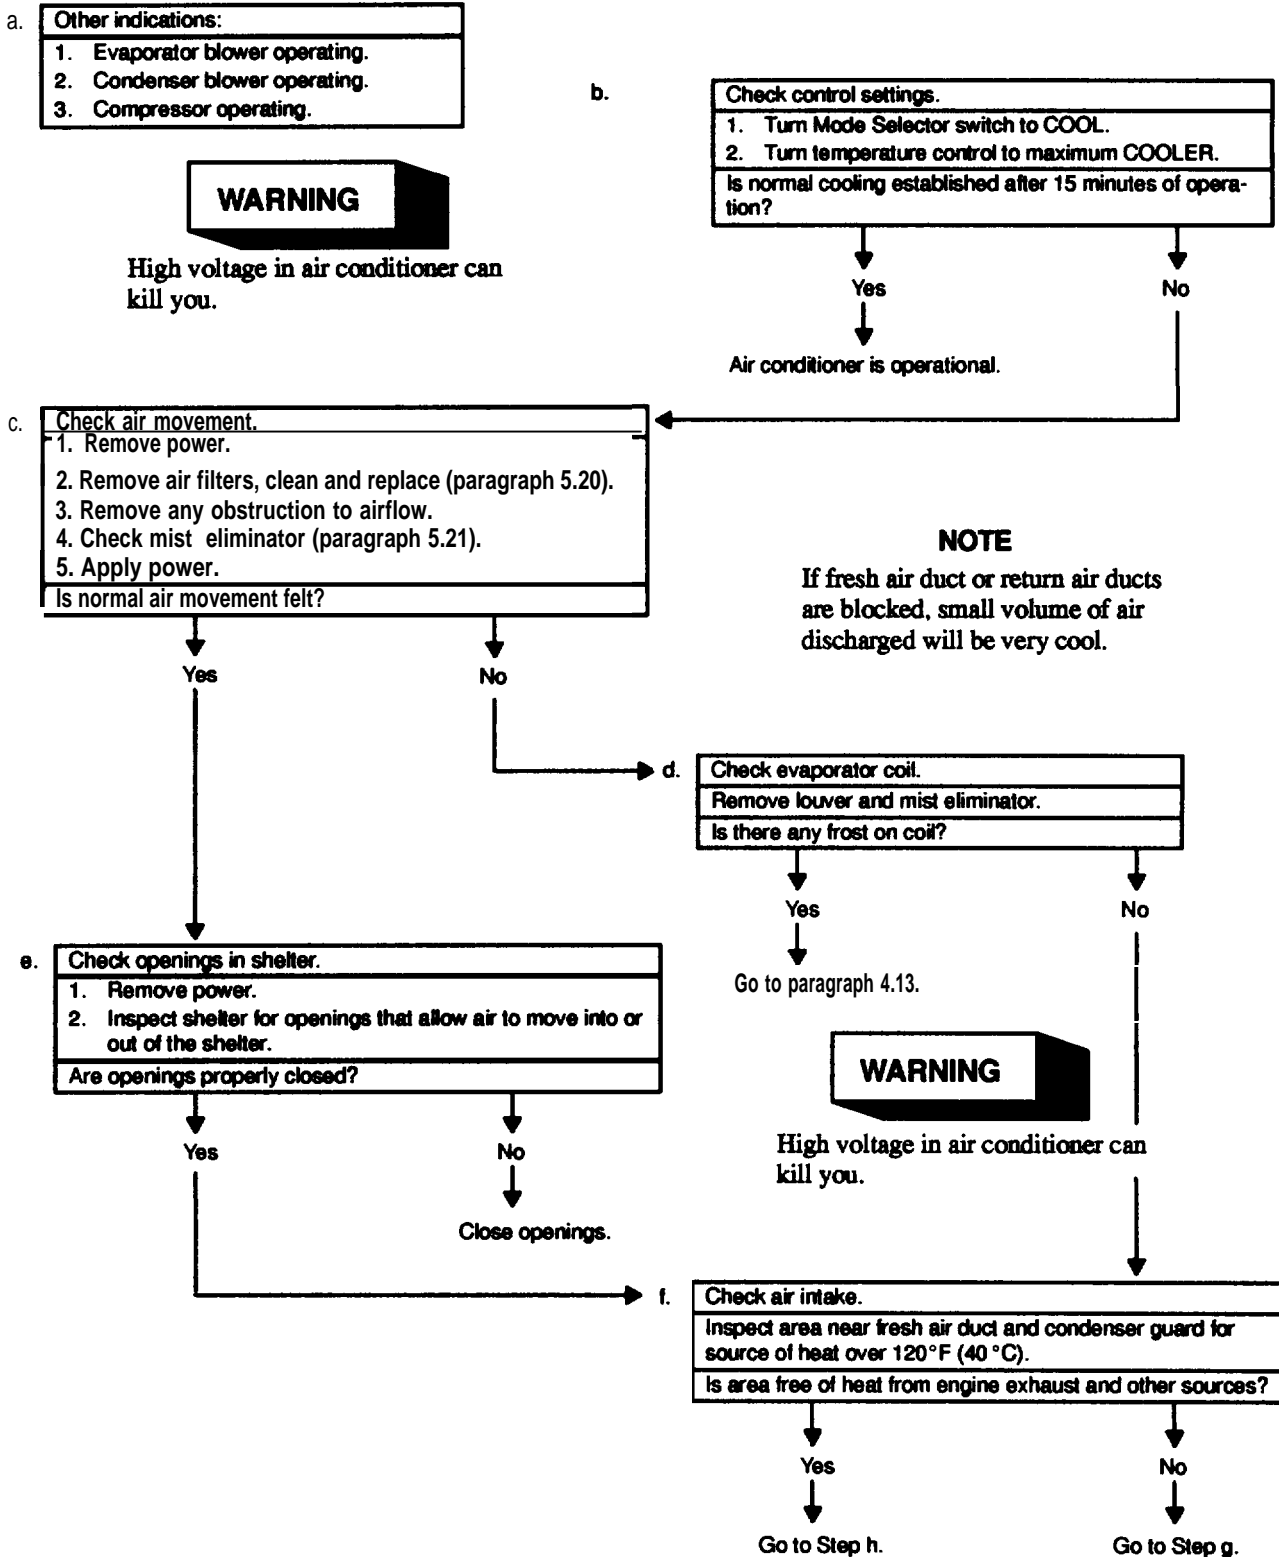 a.
Other indications:
1. Evaporator blower operating.
2. Condenser blower operating.
3. Compressor operating.
WARNING
High voltage in air conditioner can
kill you.
b.
Check control settings.
1. Turn Mode Selector switch to COOL.
2. Turn temperature control to maximum COOLER.
Is normal cooling established after 15 minutes of opera-
tion?
Yes
No
Air conditioner is operational.
c.
Check air movement.
1. Remove power.
2. Remove air filters, clean and replace (paragraph 5.20).
3. Remove any obstruction to airflow.
4. Check mist eliminator (paragraph 5.21).
5. Apply power.
Is normal air movement felt?
Yes
No
NOTE
If fresh air duct or return air ducts
are blocked, small volume of air
discharged will be very cool.
d.
Check evaporator coil.
Remove louver and mist eliminator.
Is there any frost on coil?
Yes
No
Go to paragraph 4.13.
e.
Check openings in shelter.
1. Remove power.
2. Inspect shelter for openings that allow air to move into or
out of the shelter.
Are openings properly closed?
Yes
No
Close openings.
WARNING
High voltage in air conditioner can
kill you.
f.
Check air intake.
Inspect area near fresh air duct and condenser guard for
source of heat over 120°F (40°C).
Is area free of heat from engine exhaust and other sources?
Yes
No
Go to Step h.
Go to Step g.